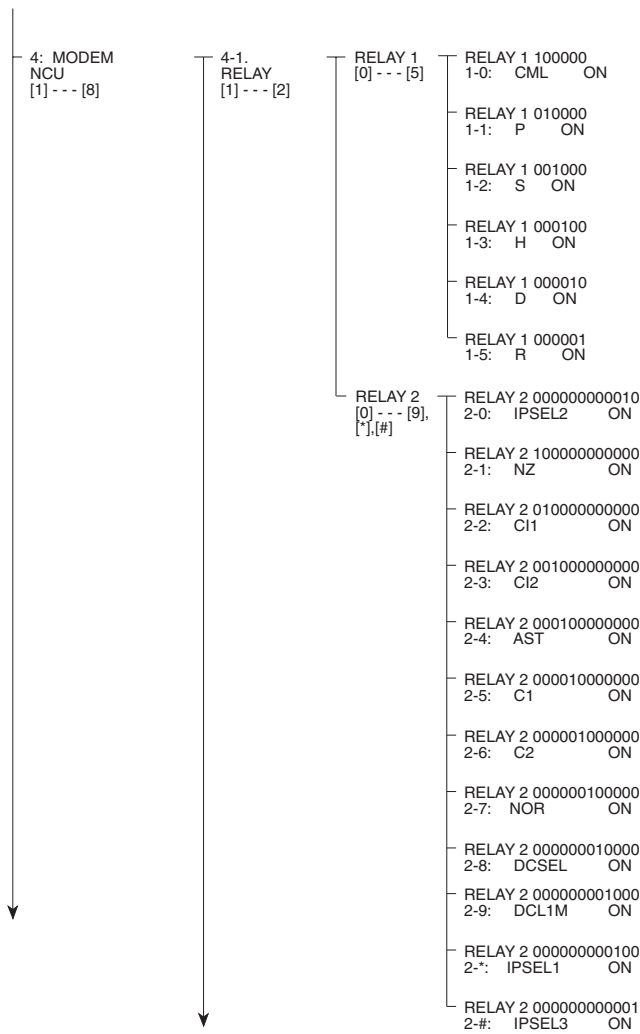 4: MODEM
NCU
[1] - - - [8]
4-1.
RELAY
[1] - - - [2]
RELAY 1
[0] - - - [5]
RELAY 1 100000
1-0: CML ON
RELAY 1 010000
1-1: P ON
RELAY 1 001000
1-2: S ON
RELAY 1 000100
1-3: H ON
RELAY 1 000010
1-4: D ON
RELAY 1 000001
1-5: R ON
RELAY 2
[0] - - - [9],
[*],[#]
RELAY 2 000000000010
2-0: IPSEL2 ON
RELAY 2 100000000000
2-1: NZ ON
RELAY 2 010000000000
2-2: CI1 ON
RELAY 2 001000000000
2-3: CI2 ON
RELAY 2 000100000000
2-4: AST ON
RELAY 2 000010000000
2-5: C1 ON
RELAY 2 000001000000
2-6: C2 ON
RELAY 2 000000100000
2-7: NOR ON
RELAY 2 000000010000
2-8: DCSEL ON
RELAY 2 000000001000
2-9: DCL1M ON
RELAY 2 000000000100
2-*: IPSEL1 ON
RELAY 2 000000000001
2-#: IPSEL3 ON